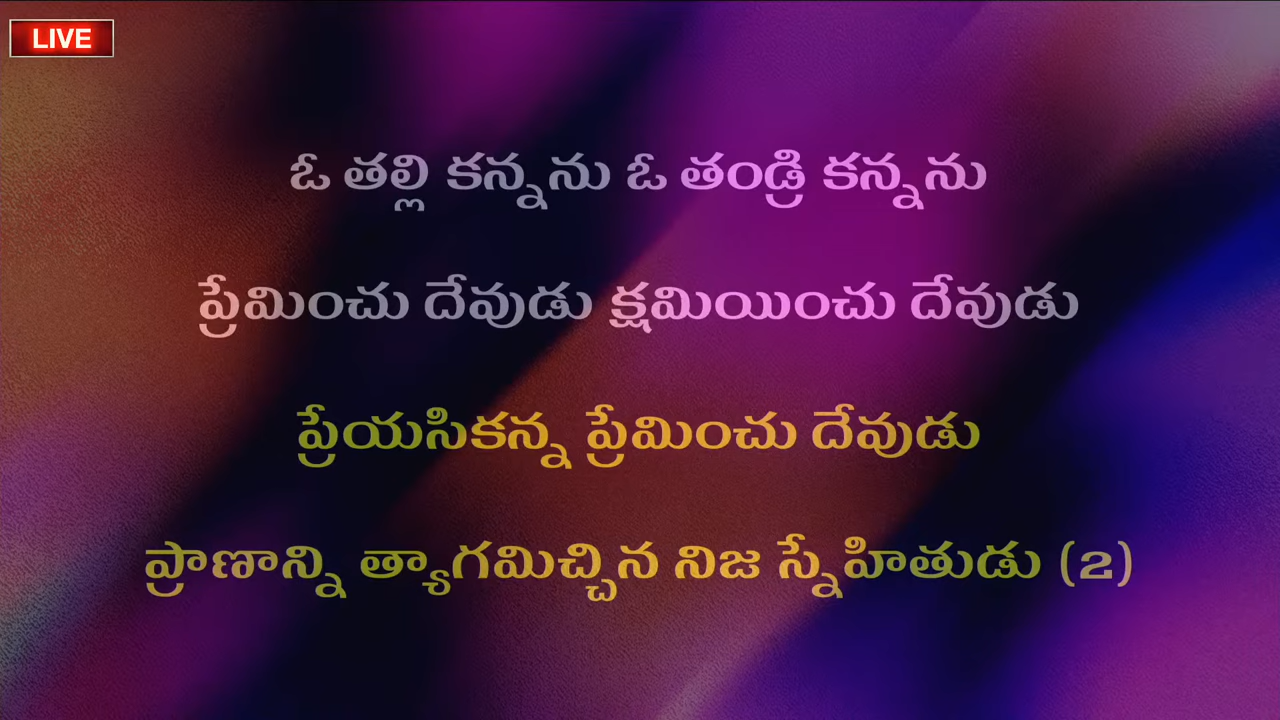 LIVE
ఓ తల్లి కన్నను ఓ తండ్రి కన్నను
ప్రేమించు దేవుడు క్షమియించు దేవుడు
ప్రేయసికన్న ప్రేమించు దేవుడు
ప్రాణాన్ని త్యాగమిచ్చిన నిజ స్నేహితుడు (2)